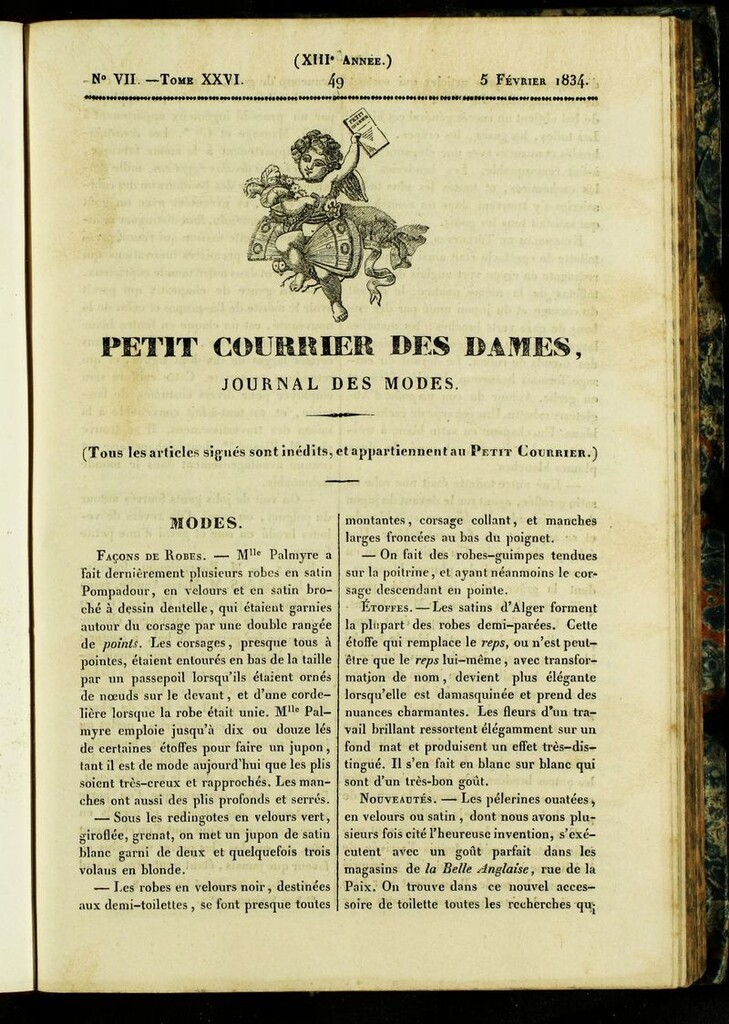 (XIIIe Année.)
No VII. —Tome XXVI.
49
5 Février 1834.
PETIT COURRIER DES DAMES,
JOURNAL DES MODES.
(Tous les articles signés sont inédits, et appartiennent au Petit Courrier.)
MODES.
Façons de Robes. — Mlle Palmyre a
fait dernièrement plusieurs robes en satin
Pompadour, en velours et en satin bro-
ché à dessin dentelle, qui étaient garnies
autour du corsage par une double rangée
de points. Les corsages, presque tous à
pointes, étaient entourés en bas de la taille
par un passepoil lorsqu'ils étaient ornés
de nœuds sur le devant, et d'une corde-
lière lorsque la robe était unie. Mlle Pal-
myre emploie jusqu'à dix ou douze lés
de certaines étoffes pour faire un jupon,
tant il est de mode aujourd'hui que les plis
soient très-creux et rapprochés. Les man-
ches ont aussi des plis profonds et serrés.
— Sous les redingotes en velours vert,
giroflée, grenat, on met un jupon de satin
blanc garni de deux et quelquefois trois
volans en blonde.
— Les robes en velours noir, destinées
aux demi-toilettes, se font presque toutes
montantes, corsage collant, et manches
larges froncées au bas du poignet.
— On fait des robes-guimpes tendues
sur la poitrine, et ayant néanmoins le cor-
sage descendant en pointe.
Étoffes. — Les satins d'Alger forment
la plupart des robes demi-parées. Cette
étoffe qui remplace le reps, ou n'est peut-
être que le reps lui-même, avec transfor-
mation de nom, devient plus élégante
lorsqu'elle est damasquinée et prend des
nuances charmantes. Les fleurs d'un tra-
vail brillant ressortent élégamment sur un
fond mat et produisent un effet très-dis-
tingué. Il s'en fait en blanc sur blanc qui
sont d'un très-bon goût.
Nouveautés. — Les pélerines ouatées,
en velours ou satin, dont nous avons plu-
sieurs fois cité l'heureuse invention, s'exé-
cutent avec un goût parfait dans les
magasins de la Belle Anglaise, rue de la
Paix. On trouve dans ce nouvel acces-
soire de toilette toutes les recherches qui